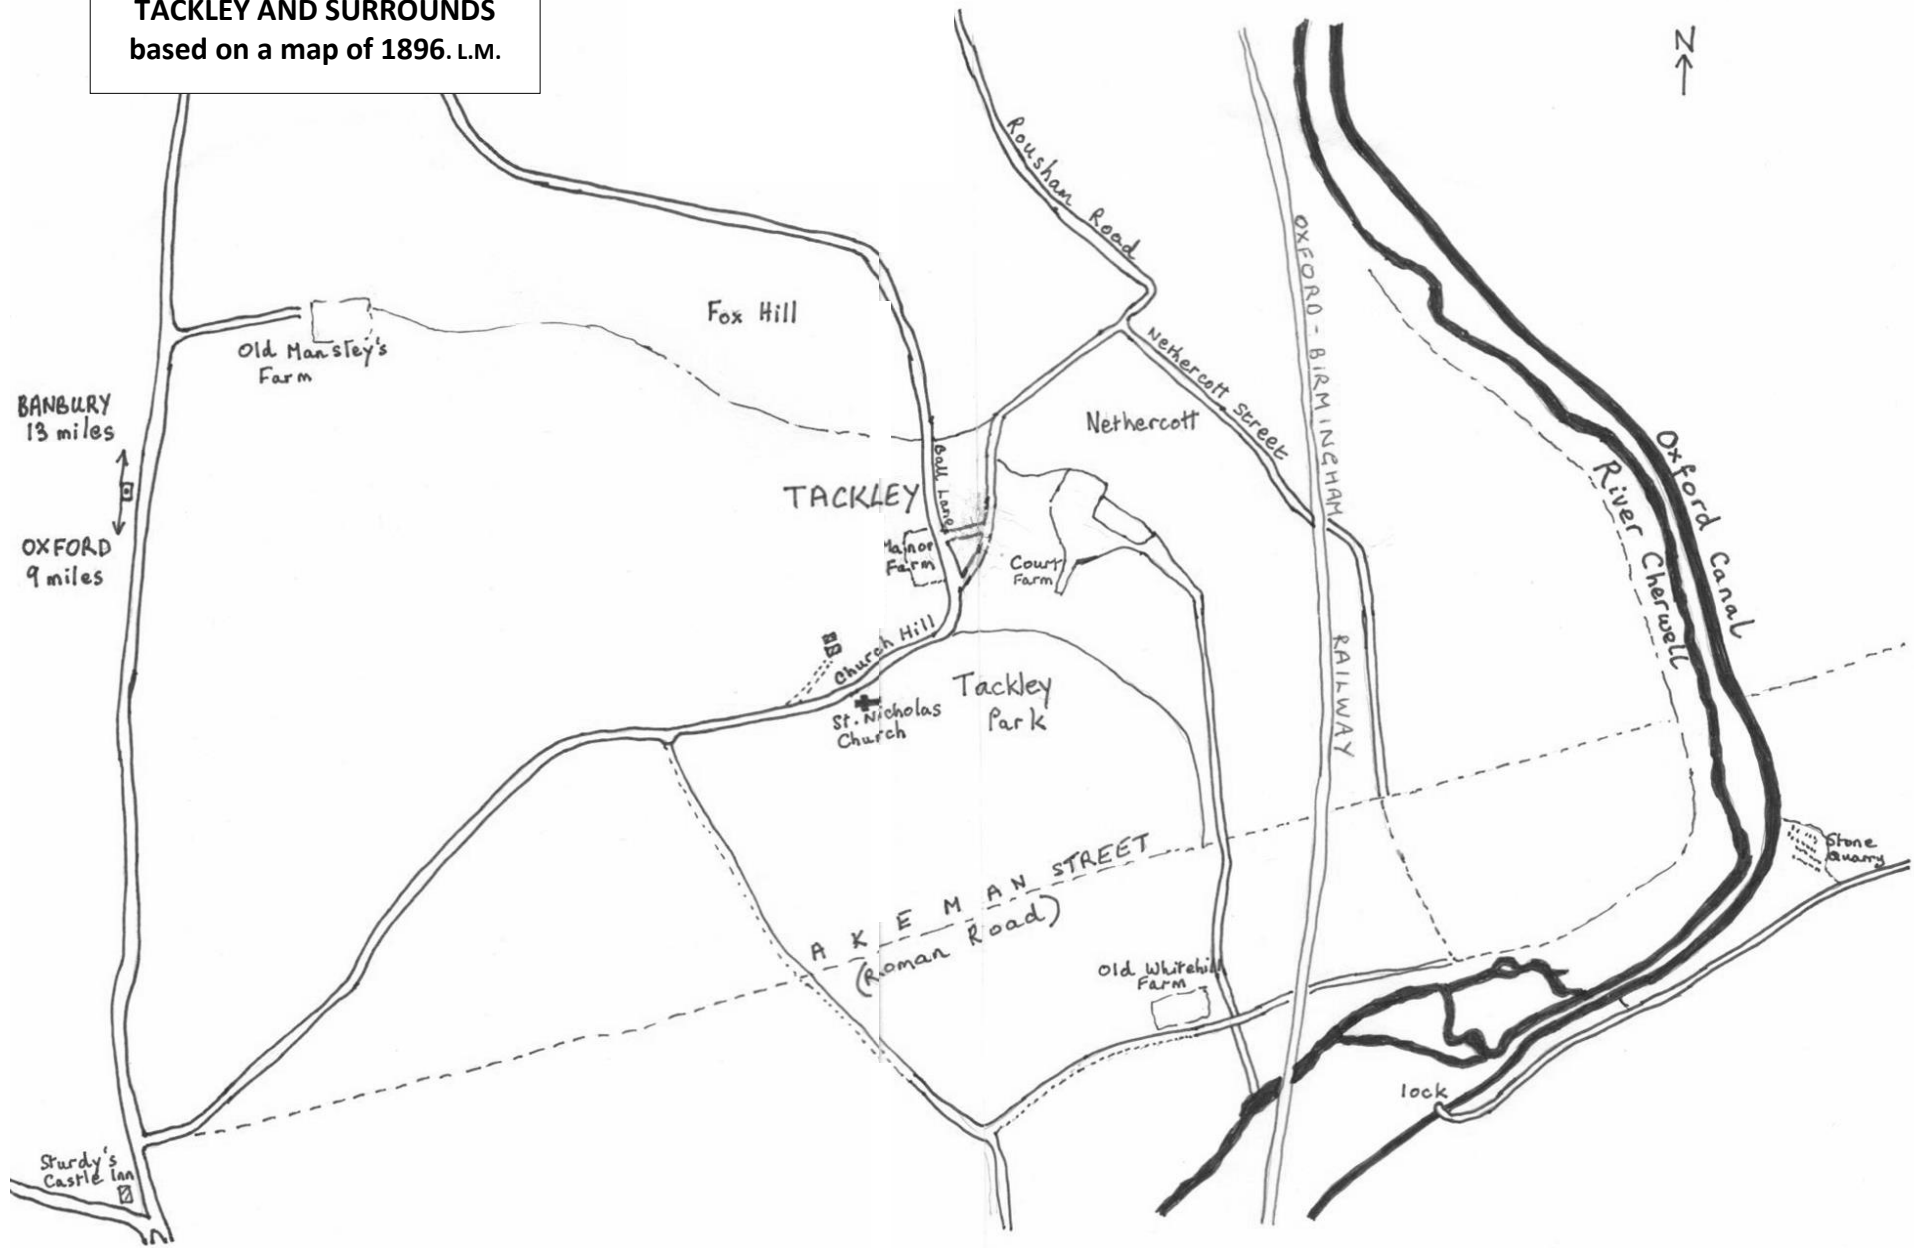 TACKLEY AND SURROUNDS
based on a map of 1896. L.M.
N
Rousham Road
OXFORD - BIRMINGHAM
RAILWAY
Fox Hill
Old Mansley's
Farm
Nethercott Street
Nethercott
BANBURY
13 miles
OXFORD
9 miles
Ball Lane
TACKLEY
Manor
Farm
Court
Farm
Oxford Canal
River Cherwell
Church Hill
St. Nicholas
Church
Tackley
Park
AKEMAN STREET
(Roman Road)
Stone
Quarry
Old Whitehill
Farm
lock
Sturdy's
Castle Inn